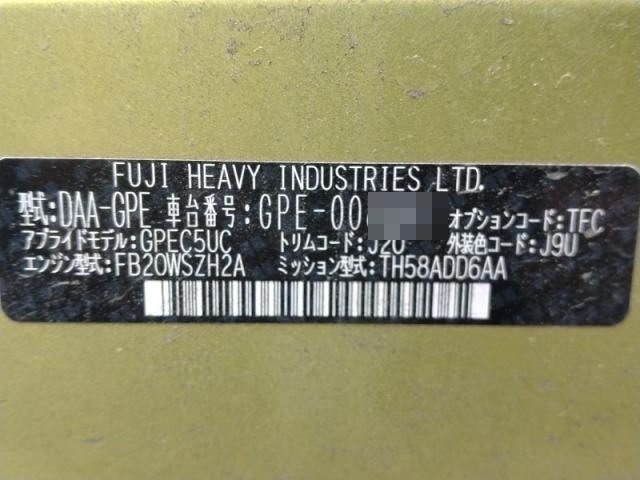 FUJI HEAVY INDUSTRIES LTD.
型式:DAA-GPE 車台番号:GPE-00 オプションコード:TFC
アプライドモデル:GPEC5UC トリムコード:J20 外装色コード:J9U
エンジン型式:FB20WSZH2A ミッション型式:TH58ADD6AA